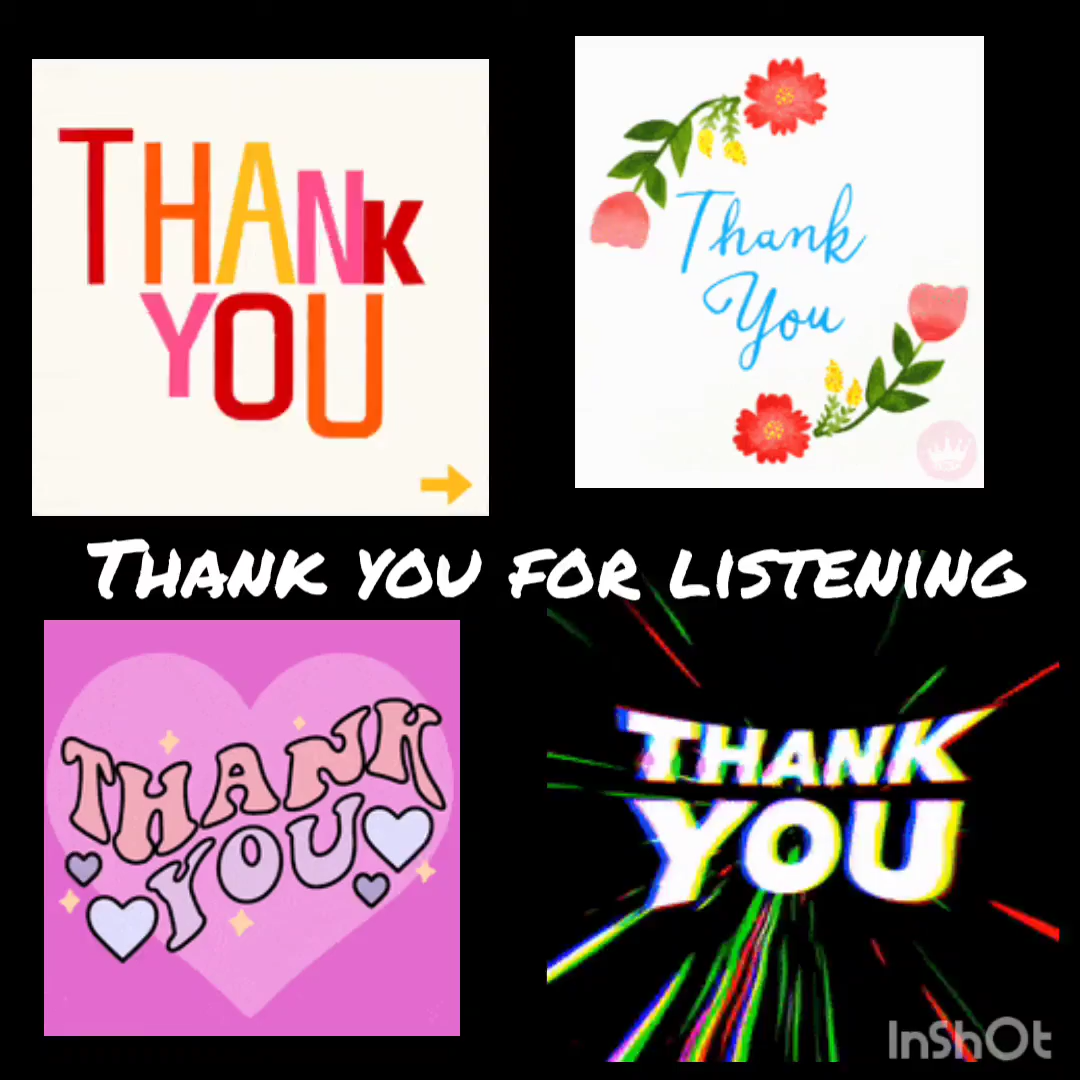 THANK
YOU
Thank
You
THANK YOU FOR LISTENING
THANK
YOU
THANK
YOU
InShOt